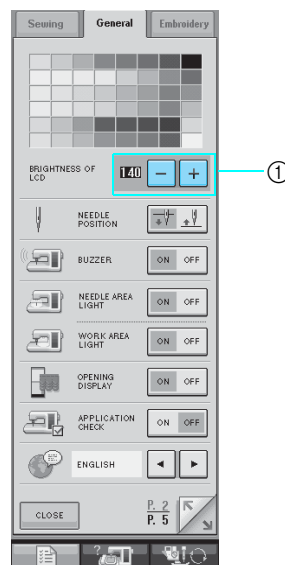 Sewing General Embroidery
BRIGHTNESS OF
LCD
140 − +
①
NEEDLE
POSITION
BUZZER ON OFF
NEEDLE AREA
LIGHT
ON OFF
WORK AREA
LIGHT
ON OFF
OPENING
DISPLAY
ON OFF
APPLICATION
CHECK
ON OFF
ENGLISH
CLOSE
P. 2
P. 5
?